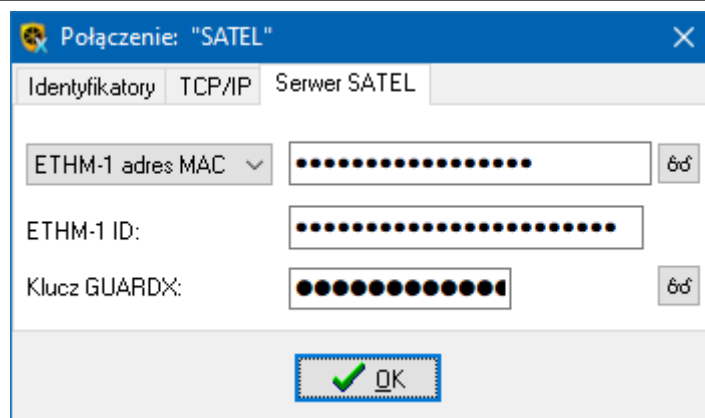 Połączenie: "SATEL"
Identyfikatory TCP/IP Serwer SATEL
ETHM-1 adres MAC ●●●●●●●●●●●●●●●●●
ETHM-1 ID: ●●●●●●●●●●●●●●●●●●●●●●●
Klucz GUARDX: ●●●●●●●●●●●●
OK